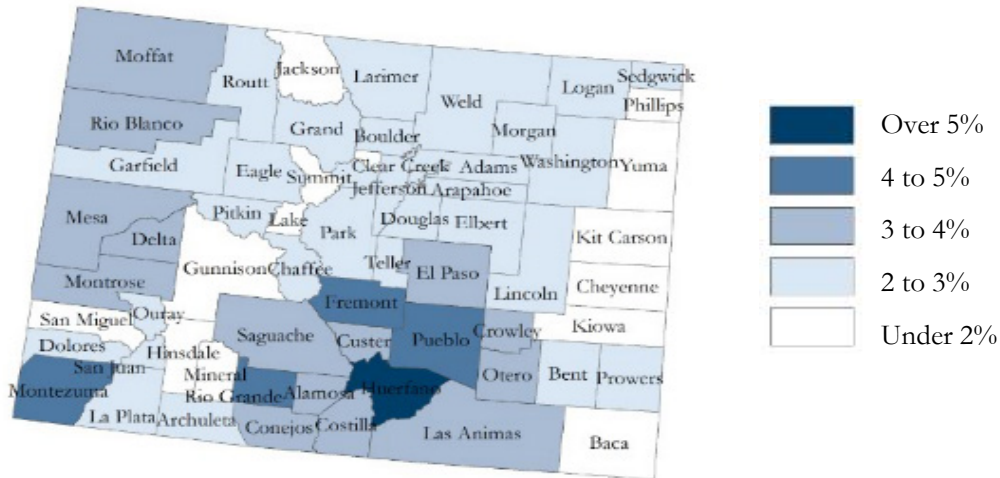 Moffat
Routt
Jackson
Larimer
Weld
Logan
Sedgwick
Phillips
Rio Blanco
Grand
Boulder
Morgan
Garfield
Eagle
Summit
Clear Creek
Adams
Washington
Yuma
Jefferson
Arapahoe
Mesa
Delta
Pitkin
Lake
Park
Douglas
Elbert
Kit Carson
Gunnison
Chaffee
Teller
El Paso
Lincoln
Cheyenne
Montrose
Fremont
San Miguel
Ouray
Saguache
Custer
Pueblo
Crowley
Kiowa
Dolores
Hinsdale
San Juan
Mineral
Otero
Bent
Prowers
Montezuma
Rio Grande
Alamosa
Huerfano
La Plata
Archuleta
Conejos
Costilla
Las Animas
Baca
Over 5%
4 to 5%
3 to 4%
2 to 3%
Under 2%